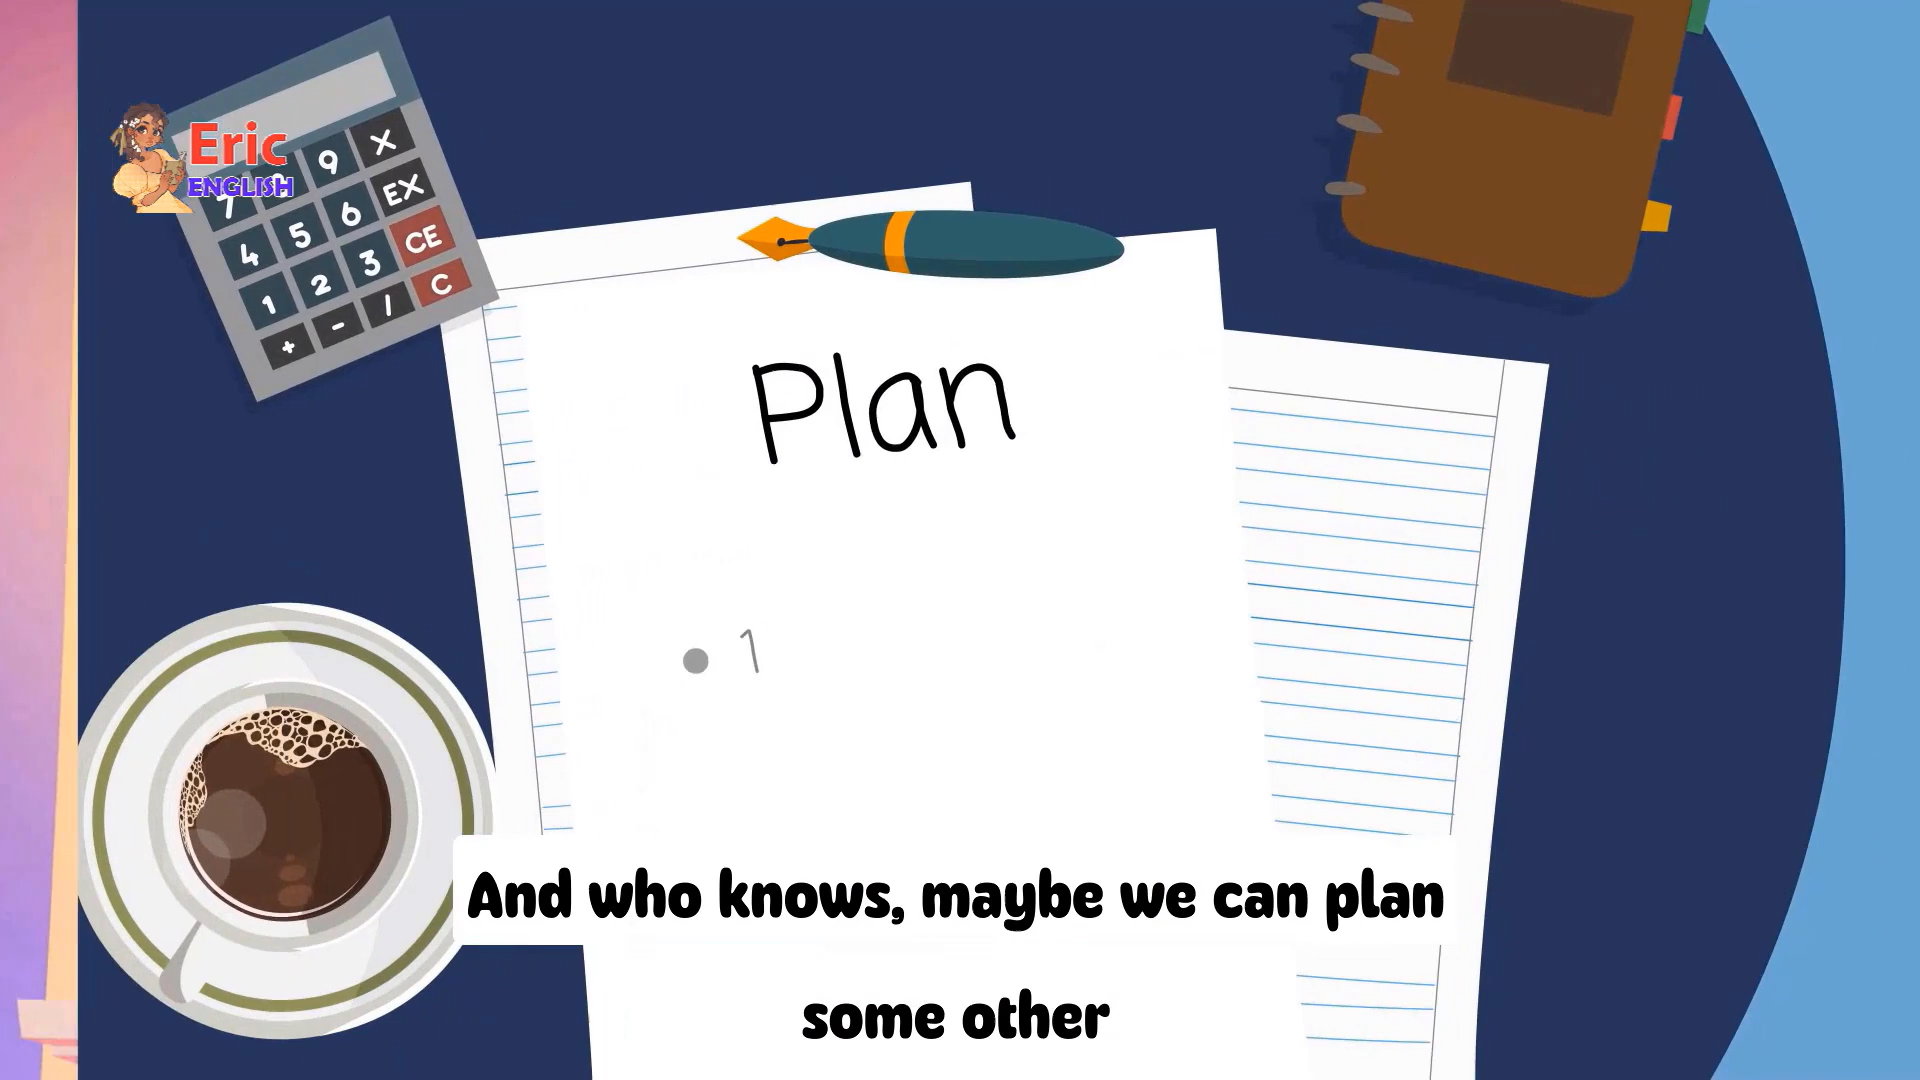 Eric
ENGLISH
9 X
7 EX
4 5 6 CE
1 2 3 C
+ - /
Plan
• 1
And who knows, maybe we can plan
some other